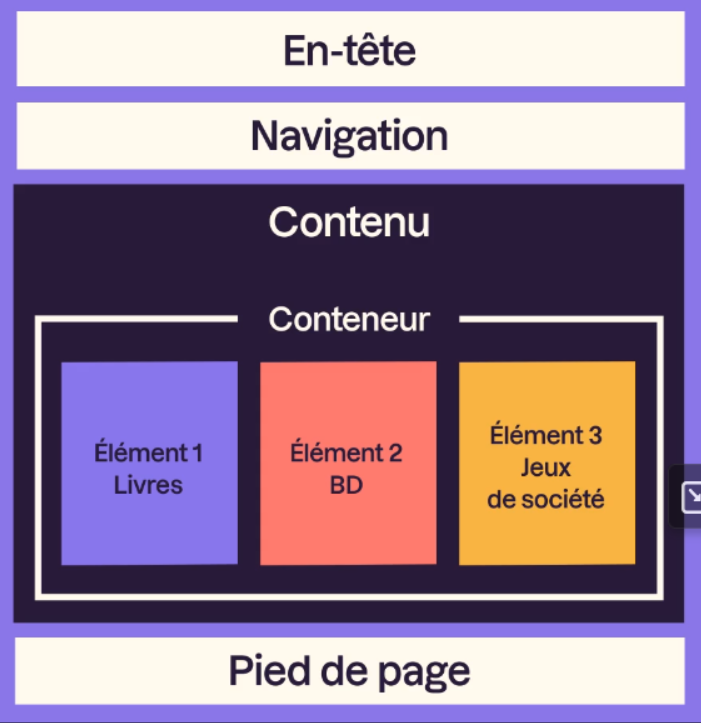 En-tête
Navigation
Contenu
Conteneur
Élément 1
Livres
Élément 2
BD
Élément 3
Jeux
de société
Pied de page